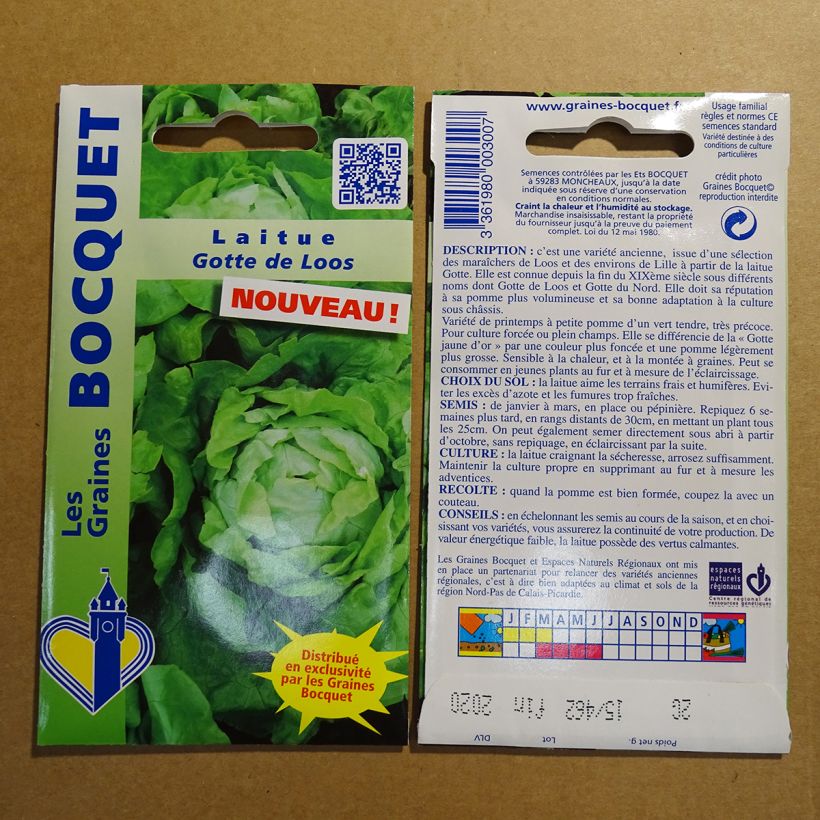 Les
Graines
BOCQUET
Laitue
Gotte de Loos
NOUVEAU !
Distribué
en exclusivité
par les Graines
Bocquet
www.graines-bocquet.f
Usage familial
règles et normes CE
semences standard
Variété destinée à des
conditions de culture
particulières
crédit photo
Graines Bocquet©
reproduction interdite
3 361980 003007
Semences contrôlées par les Ets BOCQUET
à 59283 MONCHEAUX, jusqu'à la date
indiquée sous réserve d'une conservation
en conditions normales.
Craint la chaleur et l'humidité au stockage.
Marchandise insaisissable, restant la propriété
du fournisseur jusqu'à la preuve du paiement
complet. Loi du 12 mai 1980.
DESCRIPTION : c'est une variété ancienne, issue d'une sélection
des maraîchers de Loos et des environs de Lille à partir de la laitue
Gotte. Elle est connue depuis la fin du XIXème siècle sous différents
noms dont Gotte de Loos et Gotte du Nord. Elle doit sa réputation
à sa pomme plus volumineuse et sa bonne adaptation à la culture
sous châssis.
Variété de printemps à petite pomme d'un vert tendre, très précoce.
Pour culture forcée ou plein champs. Elle se différencie de la « Gotte
jaune d'or » par une couleur plus foncée et une pomme légèrement
plus grosse. Sensible à la chaleur, et à la montée à graines. Peut se
consommer en jeunes plants au fur et à mesure de l'éclaircissage.
CHOIX DU SOL : la laitue aime les terrains frais et humifères. Evi-
ter les excès d'azote et les fumures trop fraîches.
SEMIS : de janvier à mars, en place ou pépinière. Repiquez 6 se-
maines plus tard, en rangs distants de 30cm, en mettant un plant tous
les 25cm. On peut également semer directement sous abri à partir
d'octobre, sans repiquage, en éclaircissant par la suite.
CULTURE : la laitue craignant la sécheresse, arrosez suffisamment.
Maintenir la culture propre en supprimant au fur et à mesure les
adventices.
RECOLTE : quand la pomme est bien formée, coupez la avec un
couteau.
CONSEILS : en échelonnant les semis au cours de la saison, et en choi-
sissant vos variétés, vous assurerez la continuité de votre production. De
valeur énergétique faible, la laitue possède des vertus calmantes.
Les Graines Bocquet et Espaces Naturels Régionaux ont mis
en place un partenariat pour relancer des variétés anciennes
régionales, c'est à dire bien adaptées au climat et sols de la
région Nord-Pas de Calais-Picardie.
espaces
naturels
régionaux
Centre régional de
ressources génétiques
J F M A M J J A S O N D
2G 15/462 fin 2020
Poids net g. Lot DLV